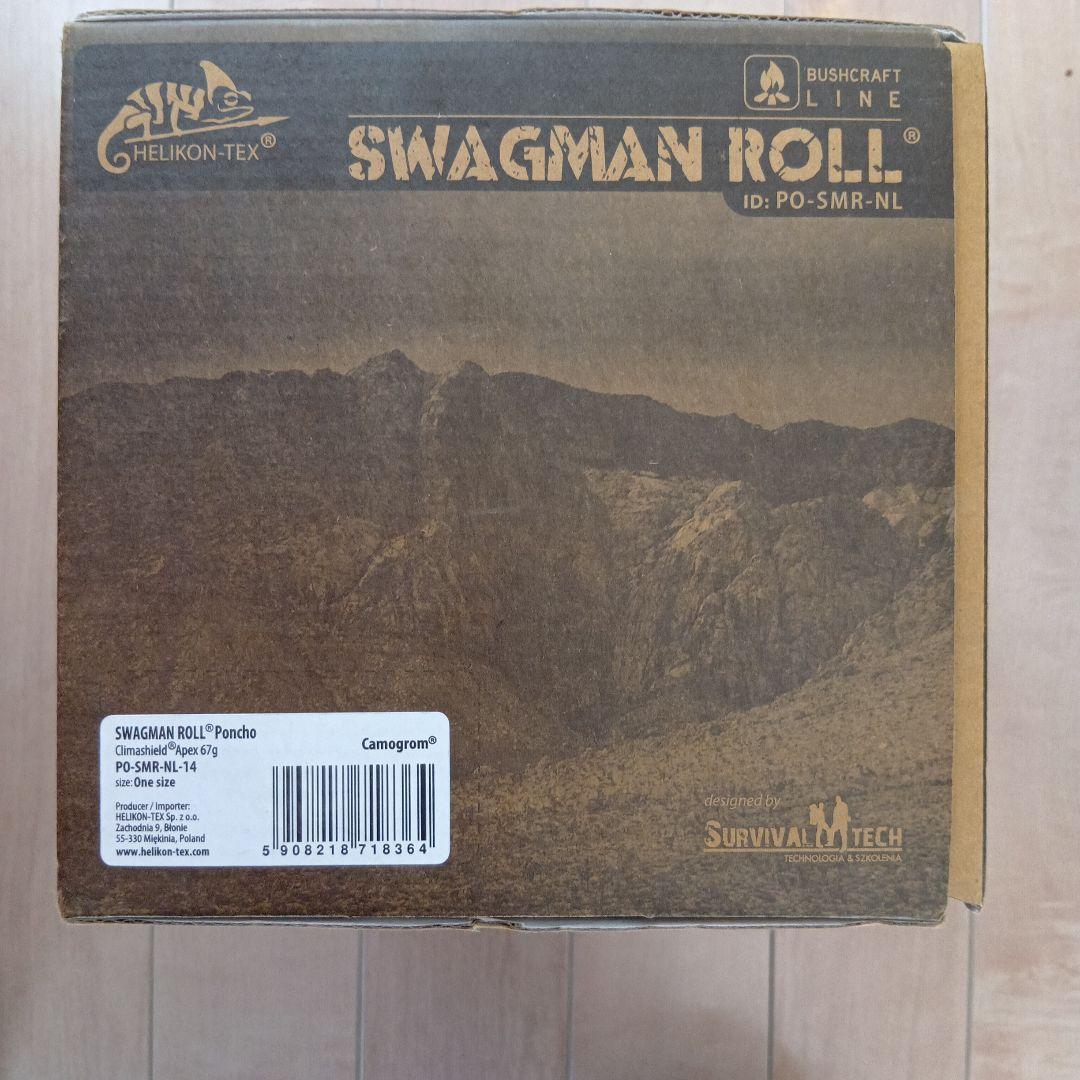 HELIKON-TEX®
BUSHCRAFT
LINE
SWAGMAN ROLL®
ID: PO-SMR-NL
SWAGMAN ROLL® Poncho
Climashield® Apex 67g
PO-SMR-NL-14
size: One size
Camogrom®
Producer / Importer:
HELIKON-TEX Sp. z o.o.
Zachodnia 9, Błonie
55-330 Miękinia, Poland
www.helikon-tex.com
5 908218 718364
designed by
SURVIVAL TECH
TECHNOLOGIA & SZKOLENIA